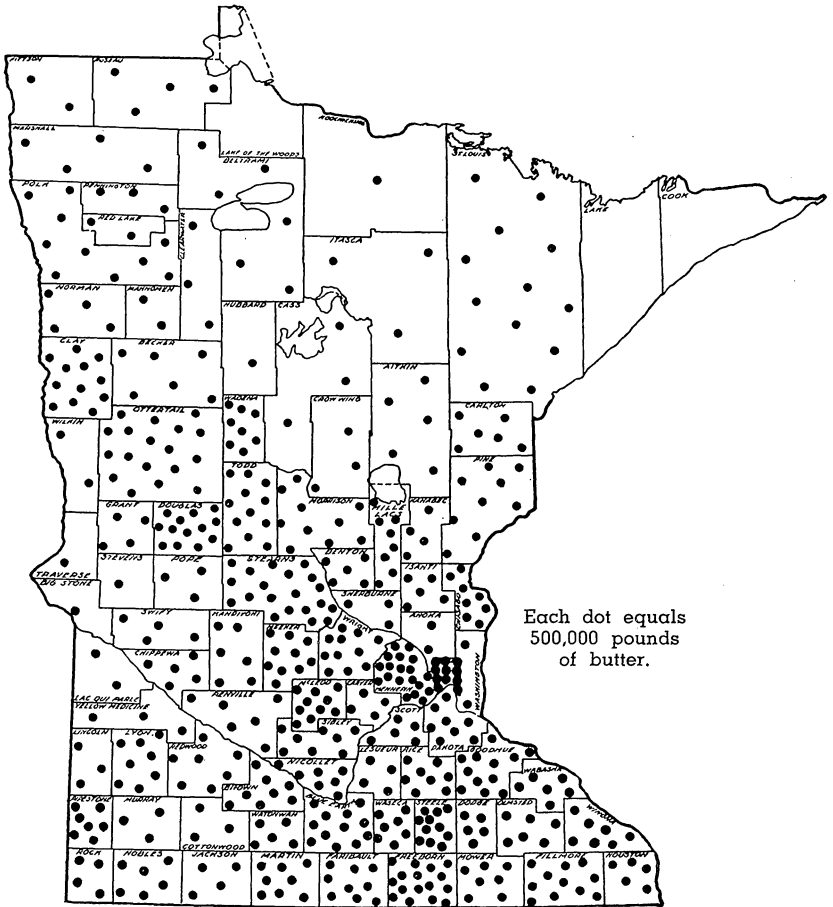 KITTSON
ROSEAU
LAKE OF THE WOODS
KOOCHICHING
MARSHALL
BELTRAMI
ST. LOUIS
LAKE
COOK
POLK
PENNINGTON
RED LAKE
CLEARWATER
ITASCA
NORMAN
MAHNOMEN
HUBBARD
CASS
CLAY
BECKER
AITKIN
WADENA
CROW WING
CARLTON
OTTERTAIL
WILKIN
PINE
TODD
MORRISON
MILLE
LACS
KANABEC
GRANT
DOUGLAS
STEVENS
POPE
STEARNS
BENTON
ISANTI
TRAVERSE
BIG STONE
SHERBURNE
CHISAGO
ANOKA
SWIFT
KANDIYOHI
MEEKER
WRIGHT
Each dot equals
500,000 pounds
of butter.
CHIPPEWA
HENNEPIN
WASHINGTON
LAC QUI PARLE
RENVILLE
MCLEOD
CARVER
YELLOW MEDICINE
SCOTT
SIBLEY
DAKOTA
LINCOLN
LYON
REDWOOD
NICOLLET
LESUEUR
RICE
GOODHUE
WABASHA
BROWN
PIPESTONE
MURRAY
COTTONWOOD
WATONWAN
BLUE EARTH
WASECA
STEELE
DODGE
OLMSTED
WINONA
ROCK
NOBLES
JACKSON
MARTIN
FARIBAULT
FREEBORN
MOWER
FILLMORE
HOUSTON